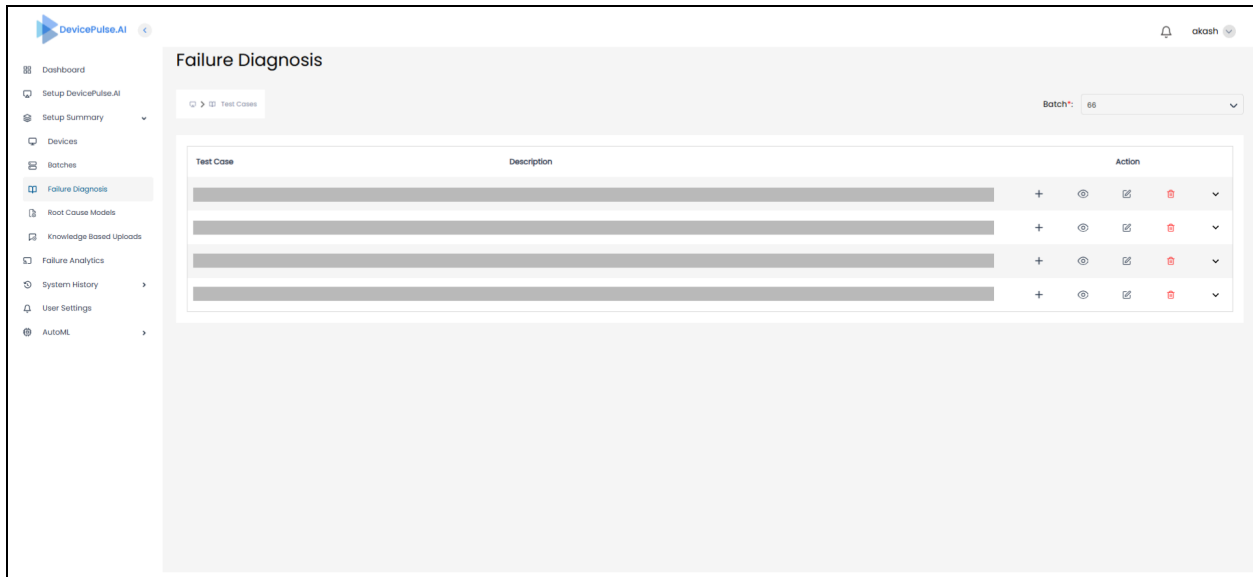 DevicePulse.AI
akash
Dashboard
Setup DevicePulse.AI
Setup Summary
Devices
Batches
Failure Diagnosis
Root Cause Models
Knowledge Based Uploads
Failure Analytics
System History
User Settings
AutoML
Failure Diagnosis
Test Cases
Batch*: 66
Test Case Description Action